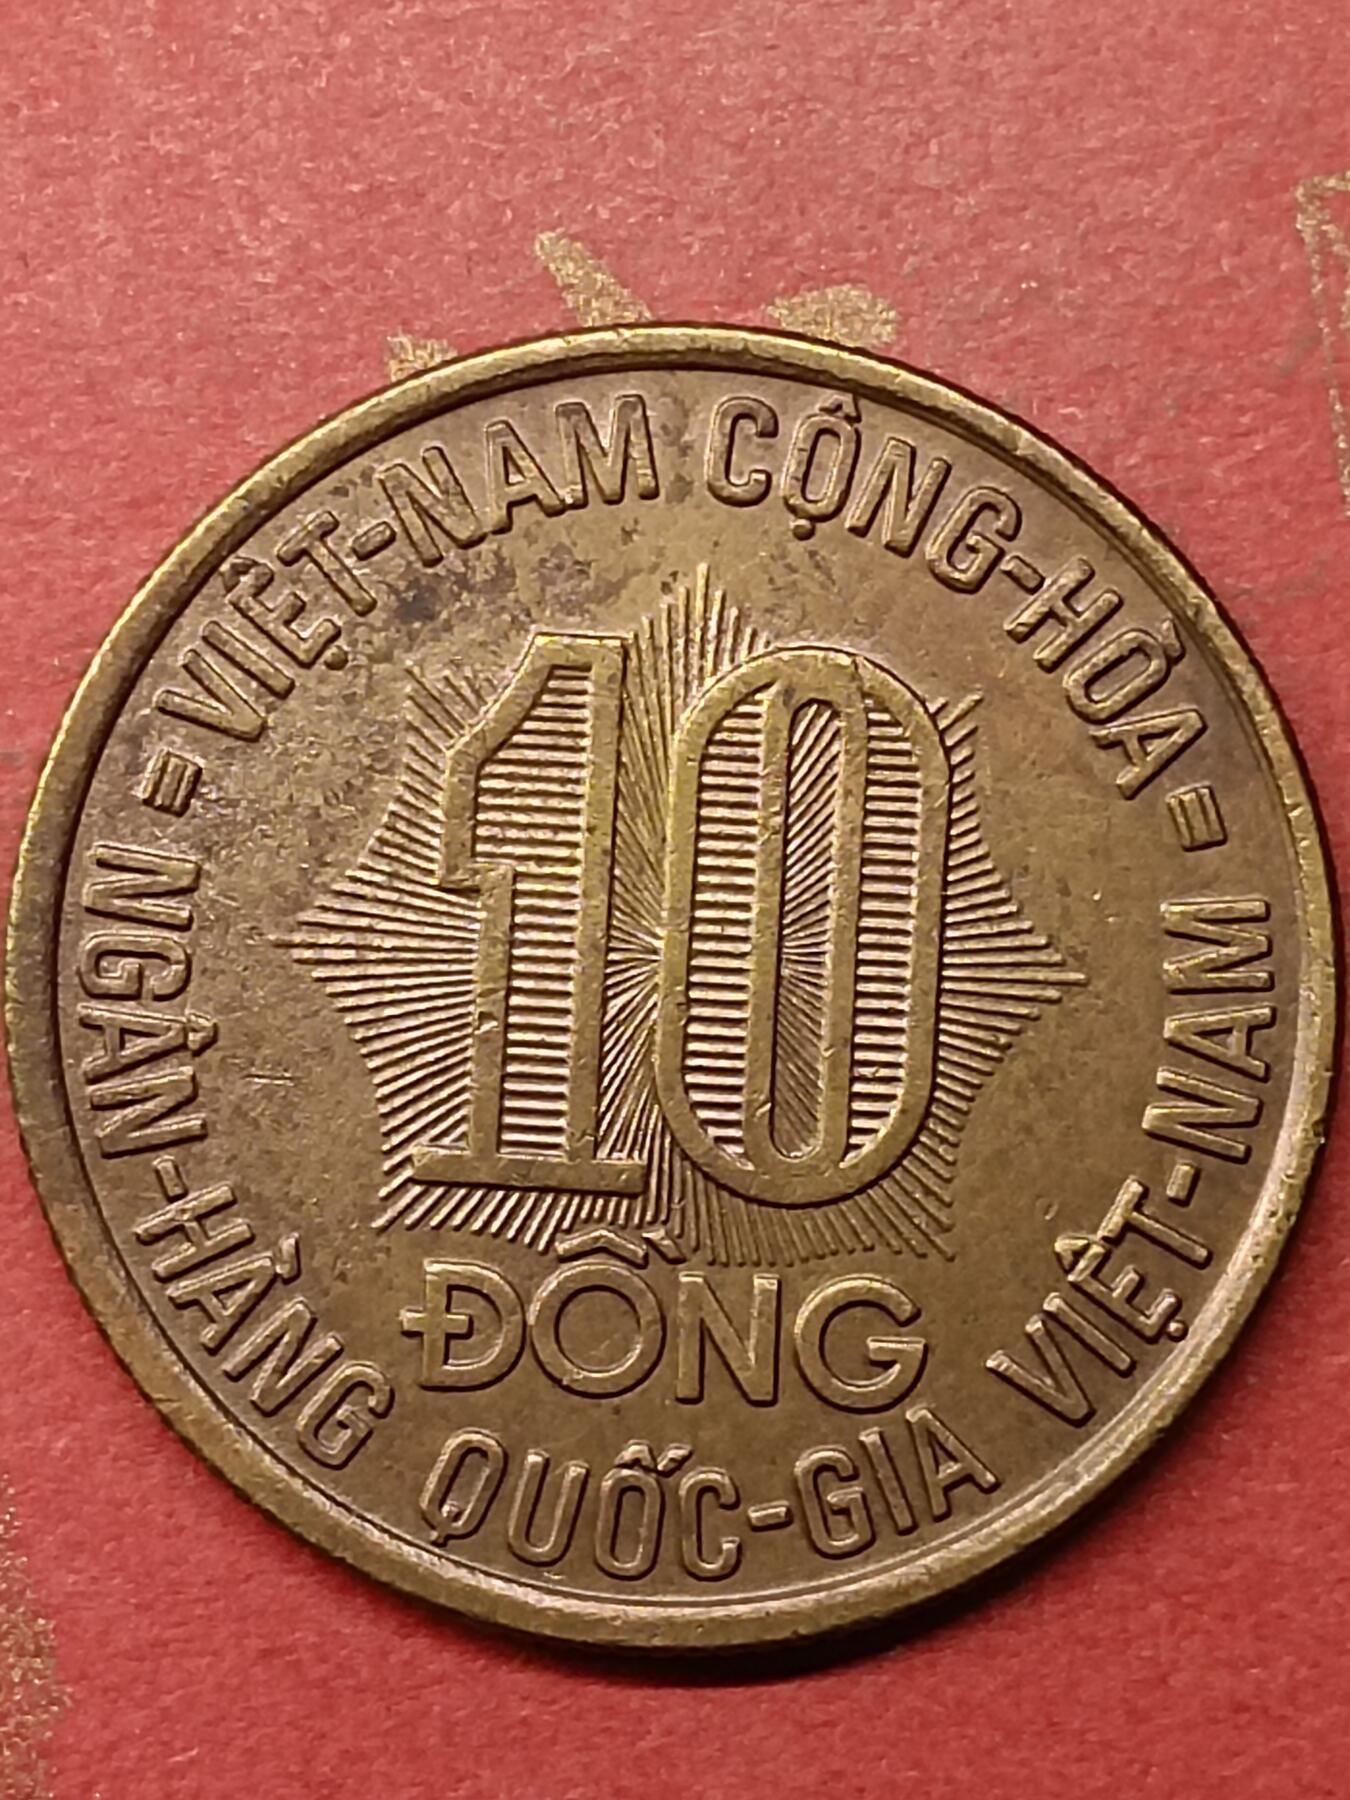 VIỆT-NAM CỘNG-HÒA
10
ĐỒNG
NGÂN-HÀNG QUỐC-GIA VIỆT-NAM